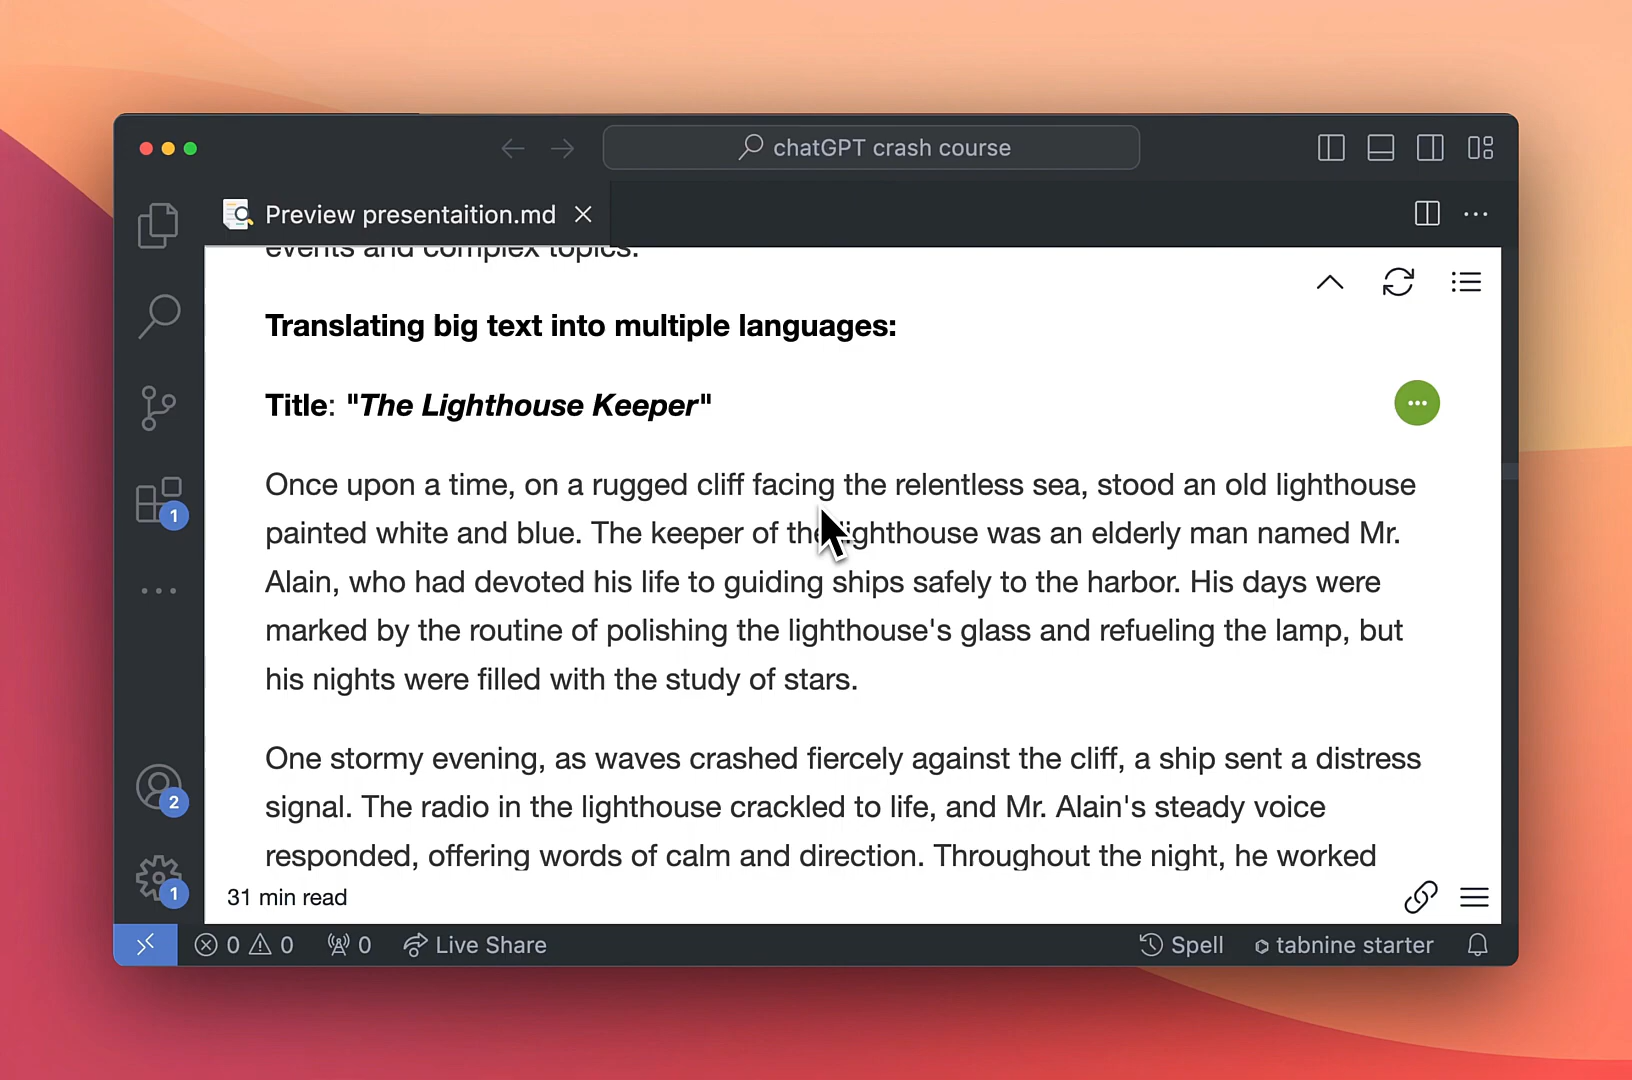 chatGPT crash course
Preview presentaition.md
events and complex topics.
Translating big text into multiple languages:
Title: "The Lighthouse Keeper"
Once upon a time, on a rugged cliff facing the relentless sea, stood an old lighthouse
painted white and blue. The keeper of the lighthouse was an elderly man named Mr.
Alain, who had devoted his life to guiding ships safely to the harbor. His days were
marked by the routine of polishing the lighthouse's glass and refueling the lamp, but
his nights were filled with the study of stars.
One stormy evening, as waves crashed fiercely against the cliff, a ship sent a distress
signal. The radio in the lighthouse crackled to life, and Mr. Alain's steady voice
responded, offering words of calm and direction. Throughout the night, he worked
31 min read
1
2
1
0 0 0 Live Share Spell tabnine starter